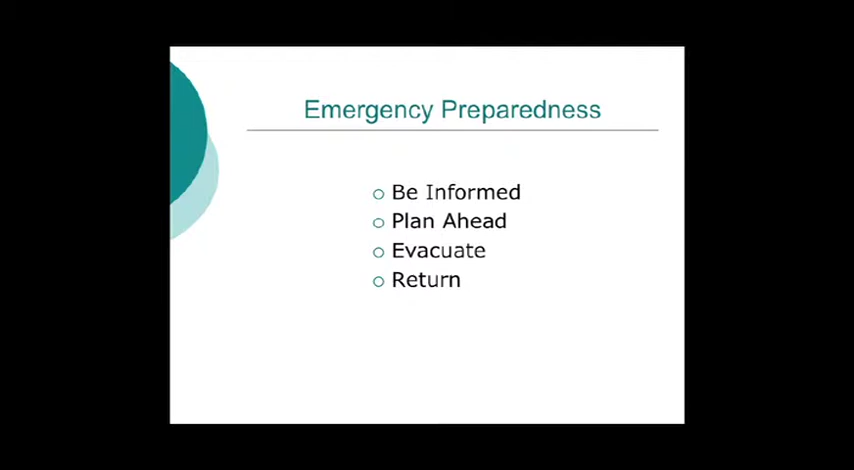 Emergency Preparedness
Be Informed
Plan Ahead
Evacuate
Return